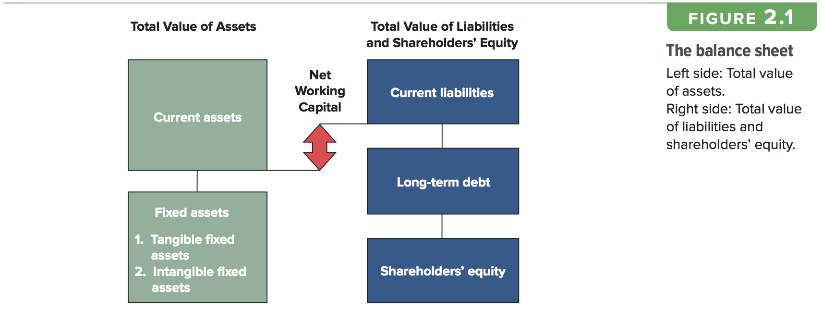 Total Value of Assets
Total Value of Liabilities
and Shareholders’ Equity
Net
Working
Capital
Current assets
Fixed assets
1. Tangible fixed
assets
2. Intangible fixed
assets
Current liabilities
Long-term debt
Shareholders’ equity
FIGURE 2.1
The balance sheet
Left side: Total value
of assets.
Right side: Total value
of liabilities and
shareholders’ equity.